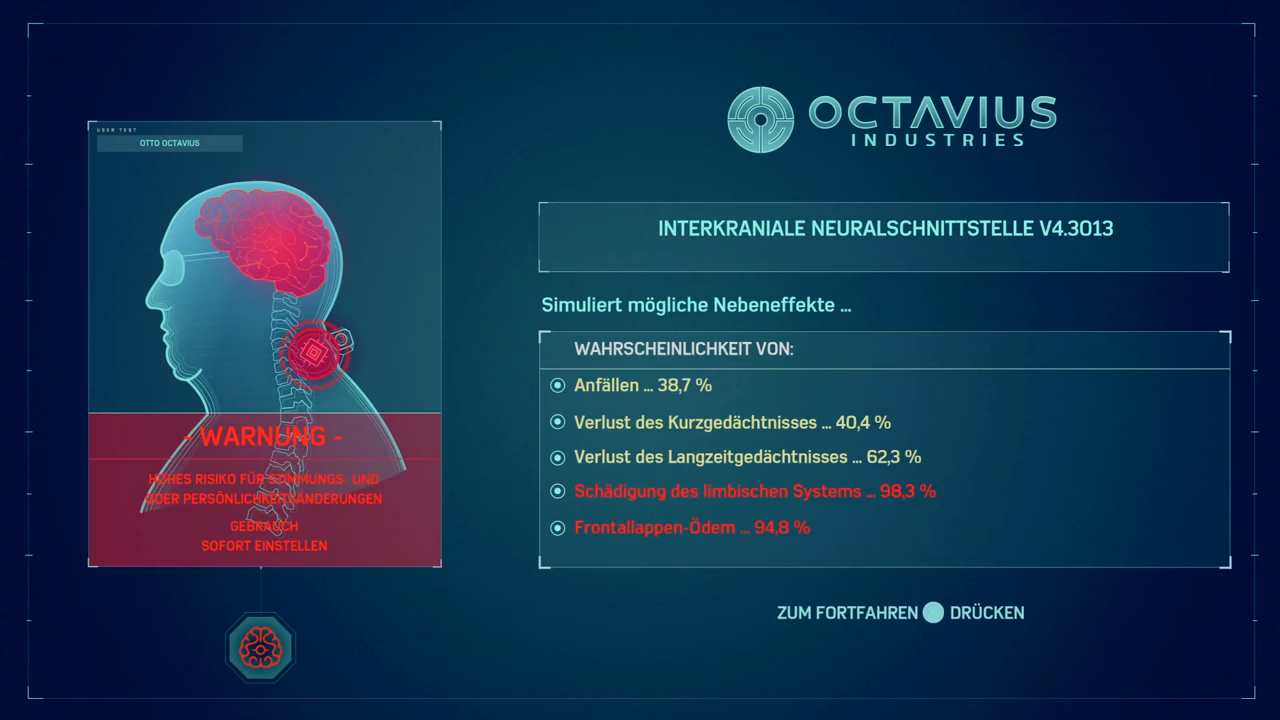 USER TEST
OTTO OCTAVIUS
- WARNUNG -
HOHES RISIKO FÜR STIMMUNGS- UND
ODER PERSÖNLICHKEITSÄNDERUNGEN
GEBRAUCH
SOFORT EINSTELLEN
OCTAVIUS
INDUSTRIES
INTERKRANIALE NEURALSCHNITTSTELLE V4.3013
Simuliert mögliche Nebeneffekte ...
WAHRSCHEINLICHKEIT VON:
Anfällen ... 38,7 %
Verlust des Kurzgedächtnisses ... 40,4 %
Verlust des Langzeitgedächtnisses ... 62,3 %
Schädigung des limbischen Systems ... 98,3 %
Frontallappen-Ödem ... 94,8 %
ZUM FORTFAHREN DRÜCKEN